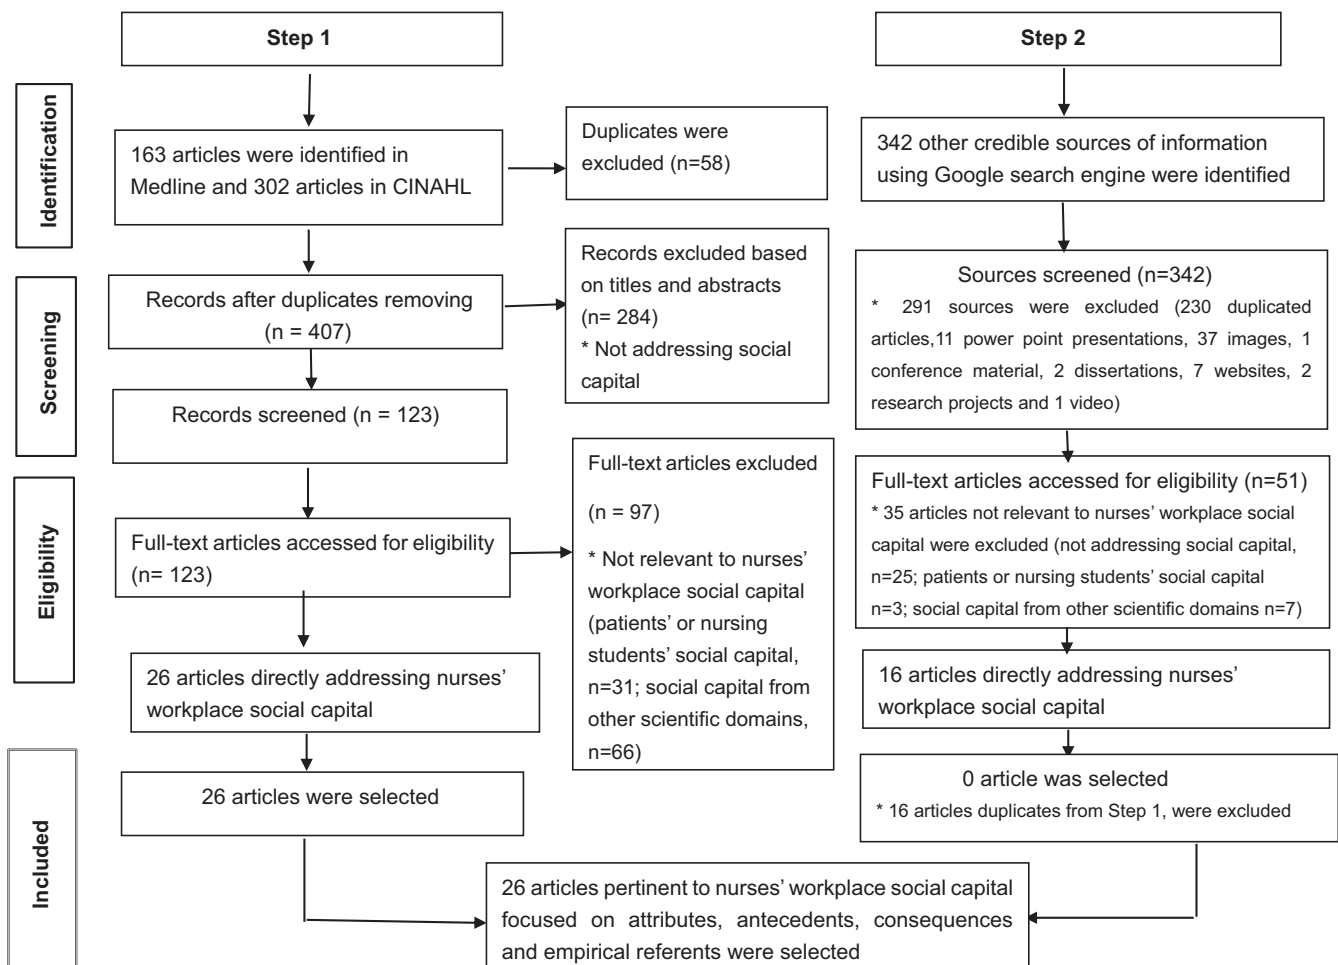 Step 1
Step 2
Identification
163 articles were identified in
Medline and 302 articles in CINAHL
Duplicates were
excluded (n=58)
342 other credible sources of information
using Google search engine were identified
Screening
Records after duplicates removing
(n = 407)
Records excluded based
on titles and abstracts
(n= 284)
* Not addressing social
capital
Records screened (n = 123)
Sources screened (n=342)
* 291 sources were excluded (230 duplicated
articles,11 power point presentations, 37 images, 1
conference material, 2 dissertations, 7 websites, 2
research projects and 1 video)
Eligibility
Full-text articles accessed for eligibility
(n= 123)
Full-text articles excluded
(n = 97)
* Not relevant to nurses’
workplace social capital
(patients’ or nursing
students’ social capital,
n=31; social capital from
other scientific domains,
n=66)
Full-text articles accessed for eligibility (n=51)
* 35 articles not relevant to nurses’ workplace social
capital were excluded (not addressing social capital,
n=25; patients or nursing students’ social capital
n=3; social capital from other scientific domains n=7)
26 articles directly addressing nurses’
workplace social capital
16 articles directly addressing nurses’
workplace social capital
Included
26 articles were selected
0 article was selected
* 16 articles duplicates from Step 1, were excluded
26 articles pertinent to nurses’ workplace social capital
focused on attributes, antecedents, consequences
and empirical referents were selected